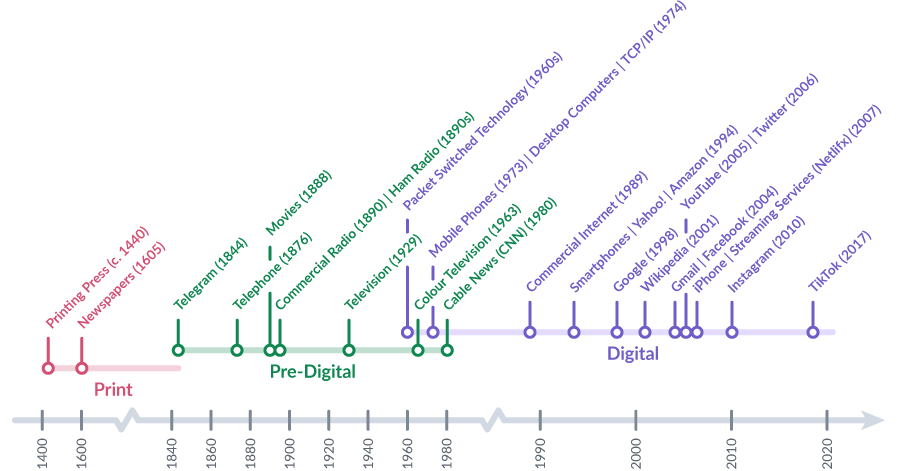 Printing Press (c. 1440)
Newspapers (1605)
Print
Telegram (1844)
Telephone (1876)
Movies (1888)
Commercial Radio (1890) | Ham Radio (1890s)
Television (1929)
Colour Television (1963)
Cable News (CNN) (1980)
Pre-Digital
Packet Switched Technology (1960s)
Mobile Phones (1973) | Desktop Computers | TCP/IP (1974)
Commercial Internet (1989)
Smartphones | Yahoo! | Amazon (1994)
Google (1998)
Wikipedia (2001)
Gmail | Facebook (2004)
YouTube (2005) | Twitter (2006)
iPhone | Streaming Services (Netlifx) (2007)
Instagram (2010)
TikTok (2017)
Digital
1400
1600
1840
1860
1880
1900
1920
1940
1960
1980
1990
2000
2010
2020